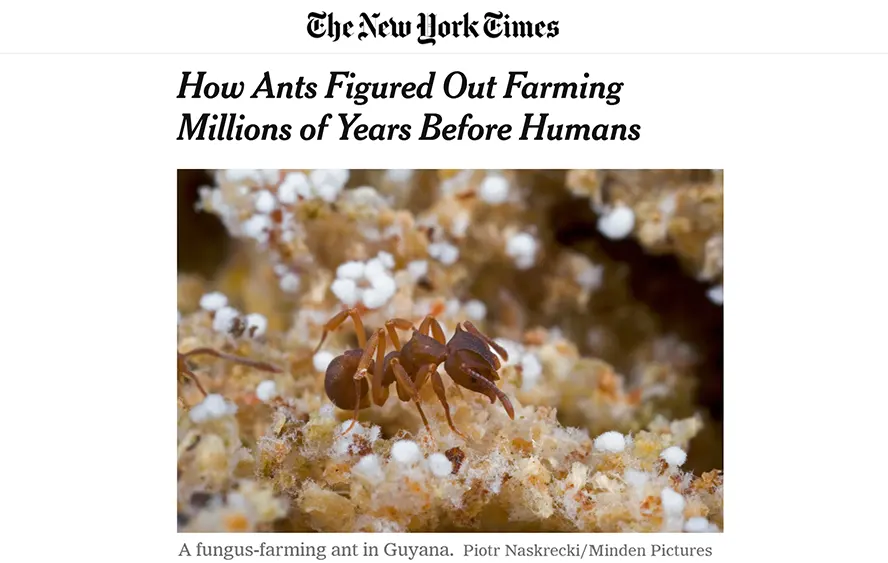 The New York Times
How Ants Figured Out Farming
Millions of Years Before Humans
A fungus-farming ant in Guyana. Piotr Naskrecki/Minden Pictures